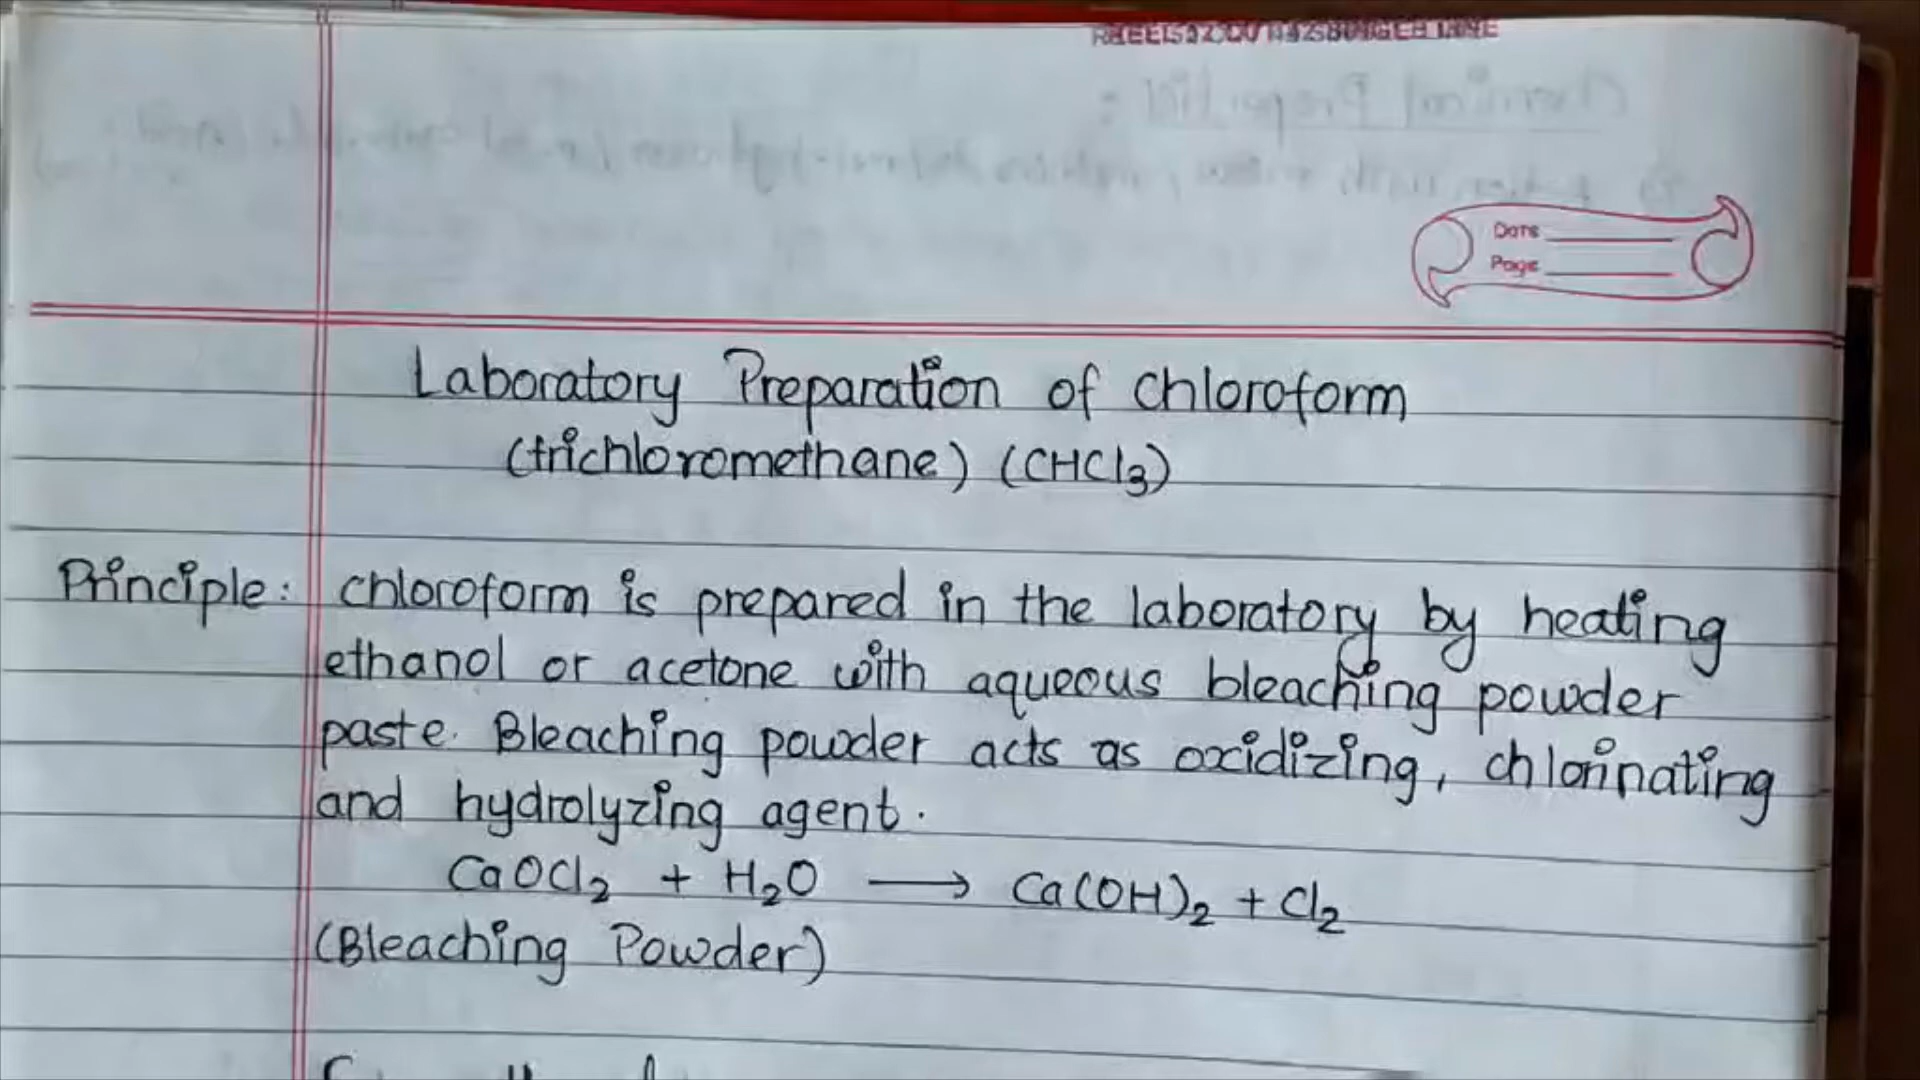 Date
Page
Laboratory Preparation of chloroform
(trichloromethane) (CHCl3)
Principle: chloroform is prepared in the laboratory by heating
ethanol or acetone with aqueous bleaching powder
paste. Bleaching powder acts as oxidizing, chlorinating
and hydrolyzing agent.
CaOCl2 + H2O → Ca(OH)2 + Cl2
(Bleaching Powder)